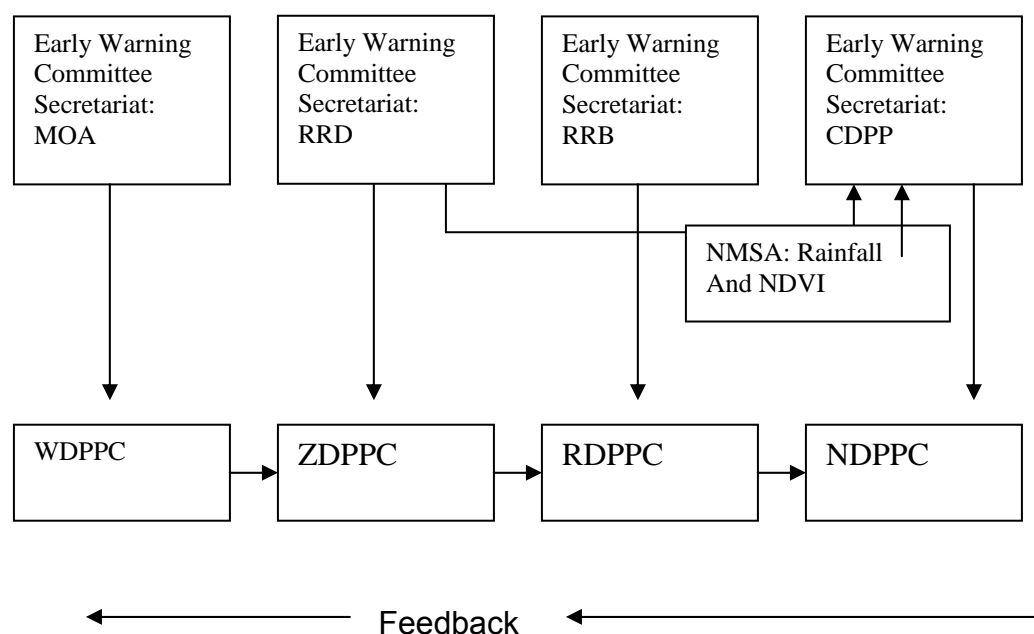 Early Warning
Committee
Secretariat:
MOA
Early Warning
Committee
Secretariat:
RRD
Early Warning
Committee
Secretariat:
RRB
Early Warning
Committee
Secretariat:
CDPP
NMSA: Rainfall
And NDVI
WDPPC
ZDPPC
RDPPC
NDPPC
Feedback